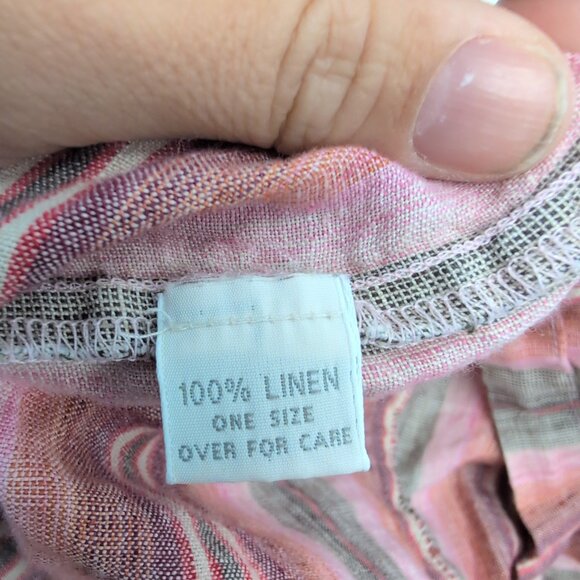 100% LINEN
ONE SIZE
OVER FOR CARE